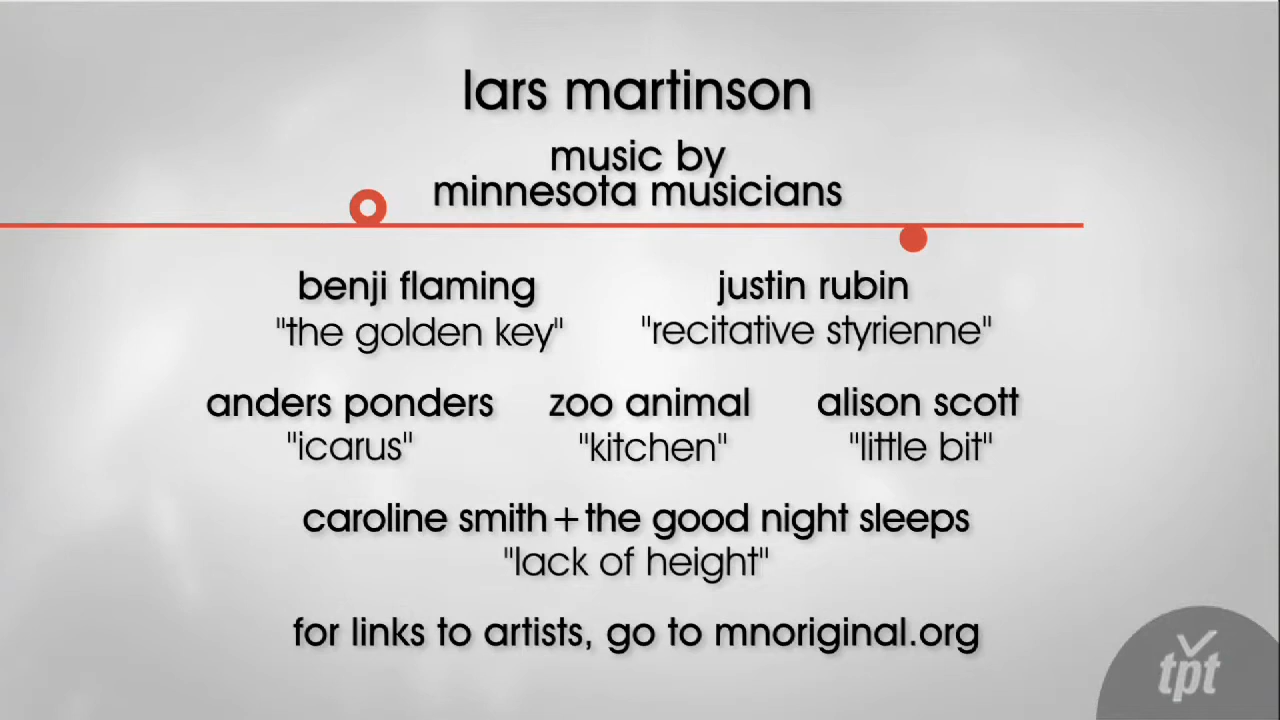 lars martinson
music by
minnesota musicians
benji flaming justin rubin
"the golden key" "recitative styrienne"
anders ponders zoo animal alison scott
"icarus" "kitchen" "little bit"
caroline smith+the good night sleeps
"lack of height"
for links to artists, go to mnoriginal.org
tpt